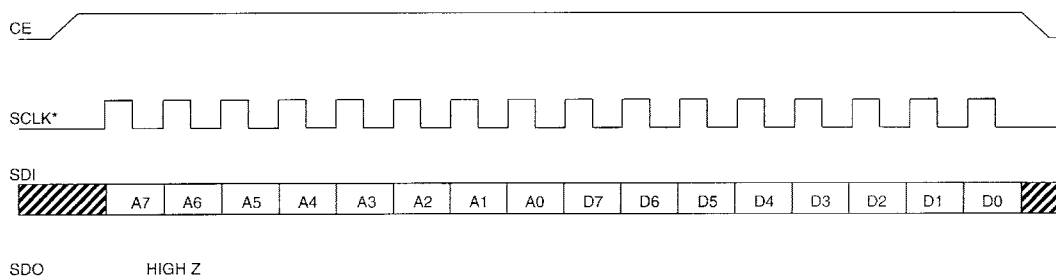 CE
SCLK*
SDI
A7 A6 A5 A4 A3 A2 A1 A0 D7 D6 D5 D4 D3 D2 D1 D0
SDO HIGH Z